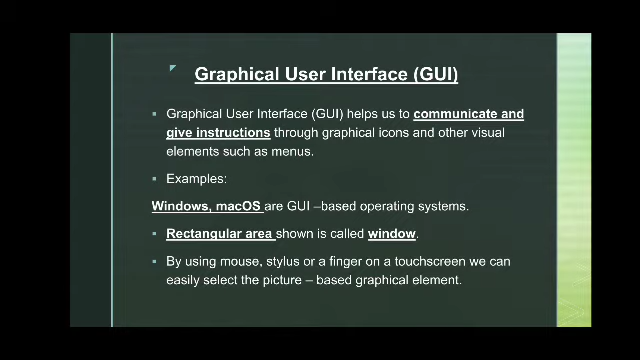 Graphical User Interface (GUI)
▪ Graphical User Interface (GUI) helps us to communicate and
give instructions through graphical icons and other visual
elements such as menus.
▪ Examples:
Windows, macOS are GUI –based operating systems.
▪ Rectangular area shown is called window.
▪ By using mouse, stylus or a finger on a touchscreen we can
easily select the picture – based graphical element.